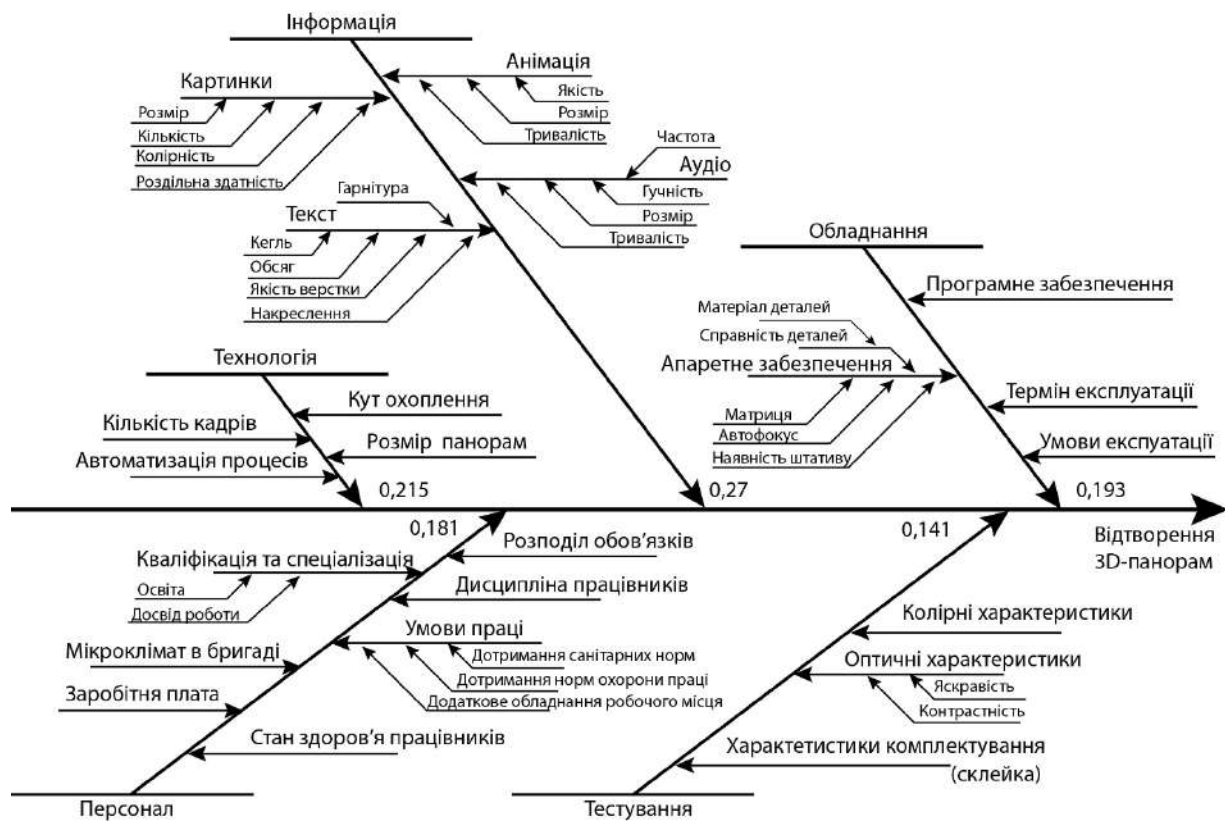 Інформація
Анімація
Якість
Розмір
Тривалість
Картинки
Розмір
Кількість
Колірність
Роздільна здатність
Частота
Аудіо
Гучність
Розмір
Тривалість
Гарнітура
Текст
Кегль
Обсяг
Якість верстки
Накреслення
Обладнання
Програмне забезпечення
Матеріал деталей
Справність деталей
Апаретне забезпечення
Матриця
Автофокус
Наявність штативу
Термін експлуатації
Умови експуатації
Технологія
Кут охоплення
Кількість кадрів
Розмір панорам
Автоматизація процесів
0,215
0,27
0,193
0,181
0,141
Відтворення
3D-панорам
Розподіл обов’язків
Кваліфікація та спеціалізація
Освіта
Досвід роботи
Дисципліна працівників
Умови праці
Дотримання санітарних норм
Дотримання норм охорони праці
Додаткове обладнання робочого місця
Мікроклімат в бригаді
Заробітня плата
Стан здоров’я працівників
Персонал
Колірні характеристики
Оптичні характеристики
Яскравість
Контрастність
Характетистики комплектування
(склейка)
Тестування